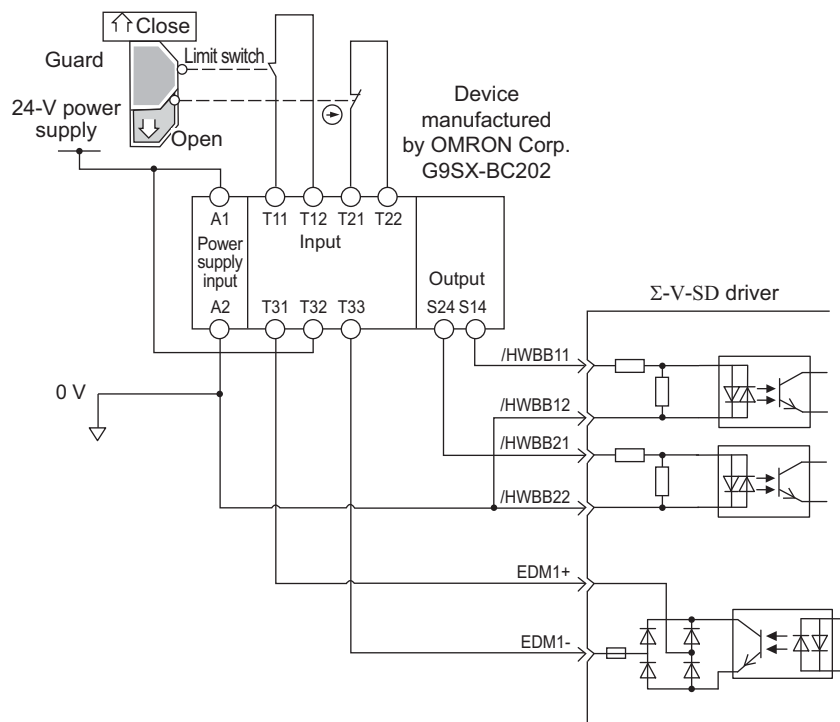 Close
Guard
Limit switch
24-V power
supply
Open
Device
manufactured
by OMRON Corp.
G9SX-BC202
A1
T11
T12
T21
T22
Power
supply
input
Input
Output
A2
T31
T32
T33
S24
S14
Σ-V-SD driver
/HWBB11
0 V
/HWBB12
/HWBB21
/HWBB22
EDM1+
EDM1-